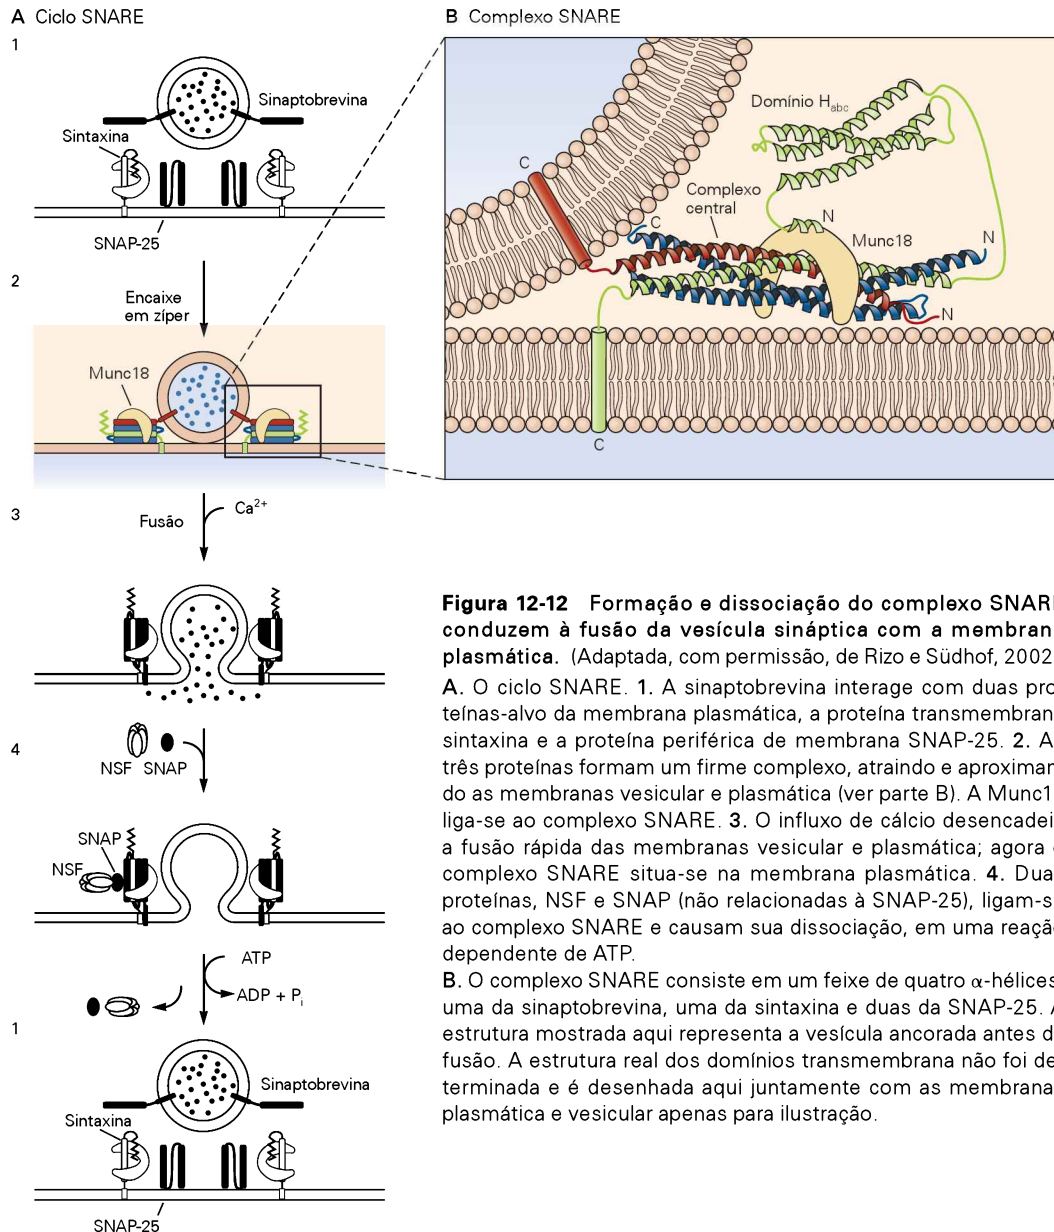 A Ciclo SNARE
1
Sinaptobrevina
Sintaxina
SNAP-25
2
Encaixe
em zíper
Munc18
3
Fusão
Ca²⁺
4
NSF SNAP
SNAP
NSF
ATP
ADP + Pᵢ
1
Sinaptobrevina
Sintaxina
SNAP-25
B Complexo SNARE
Domínio Habc
C
Complexo
central
C
N
Munc18
N
N
C
Figura 12-12 Formação e dissociação do complexo SNARE
conduzem à fusão da vesícula sináptica com a membran
plasmática. (Adaptada, com permissão, de Rizo e Südhof, 2002
A. O ciclo SNARE. 1. A sinaptobrevina interage com duas pro
teínas-alvo da membrana plasmática, a proteína transmembran
sintaxina e a proteína periférica de membrana SNAP-25. 2. A
três proteínas formam um firme complexo, atraindo e aproximan
do as membranas vesicular e plasmática (ver parte B). A Munc1
liga-se ao complexo SNARE. 3. O influxo de cálcio desencadei
a fusão rápida das membranas vesicular e plasmática; agora
complexo SNARE situa-se na membrana plasmática. 4. Dua
proteínas, NSF e SNAP (não relacionadas à SNAP-25), ligam-s
ao complexo SNARE e causam sua dissociação, em uma reação
dependente de ATP.
B. O complexo SNARE consiste em um feixe de quatro α-hélices
uma da sinaptobrevina, uma da sintaxina e duas da SNAP-25. A
estrutura mostrada aqui representa a vesícula ancorada antes d
fusão. A estrutura real dos domínios transmembrana não foi de
terminada e é desenhada aqui juntamente com as membrana
plasmática e vesicular apenas para ilustração.